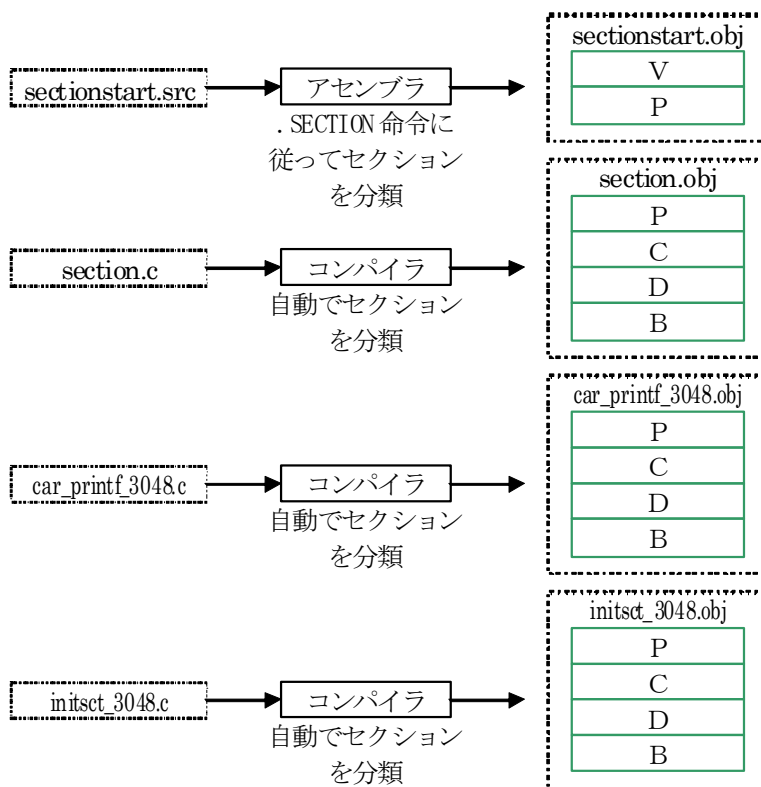 sectionstart.src
アセンブラ
. SECTION 命令に
従ってセクション
を分類
sectionstart.obj
V
P
section.c
コンパイラ
自動でセクション
を分類
section.obj
P
C
D
B
car_printf_3048.c
コンパイラ
自動でセクション
を分類
car_printf_3048.obj
P
C
D
B
initsct_3048.c
コンパイラ
自動でセクション
を分類
initsct_3048.obj
P
C
D
B